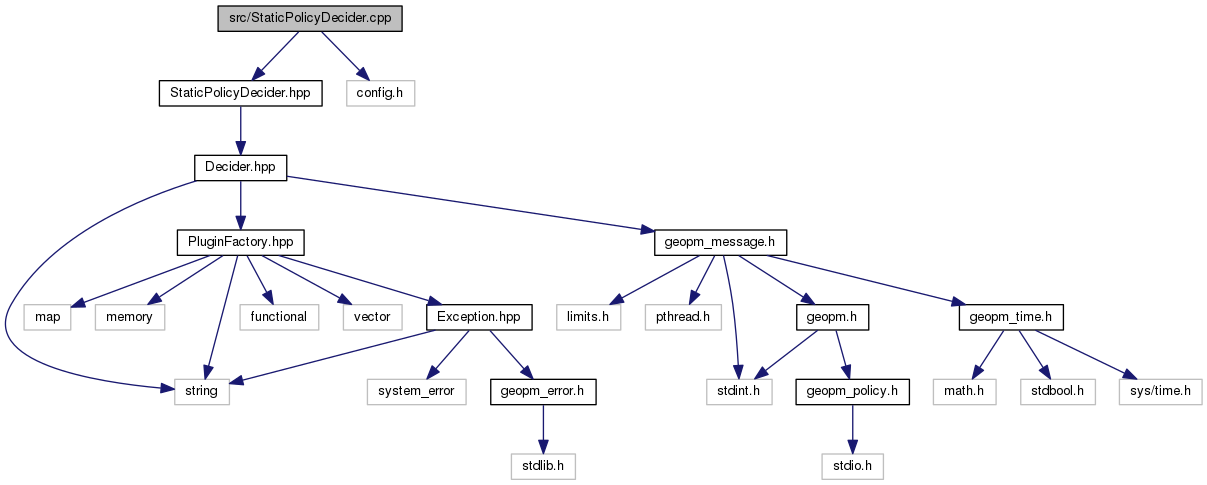 src/StaticPolicyDecider.cpp
StaticPolicyDecider.hpp
config.h
Decider.hpp
PluginFactory.hpp
geopm_message.h
map
memory
functional
vector
Exception.hpp
limits.h
pthread.h
geopm.h
geopm_time.h
string
system_error
geopm_error.h
stdint.h
geopm_policy.h
math.h
stdbool.h
sys/time.h
stdlib.h
stdio.h